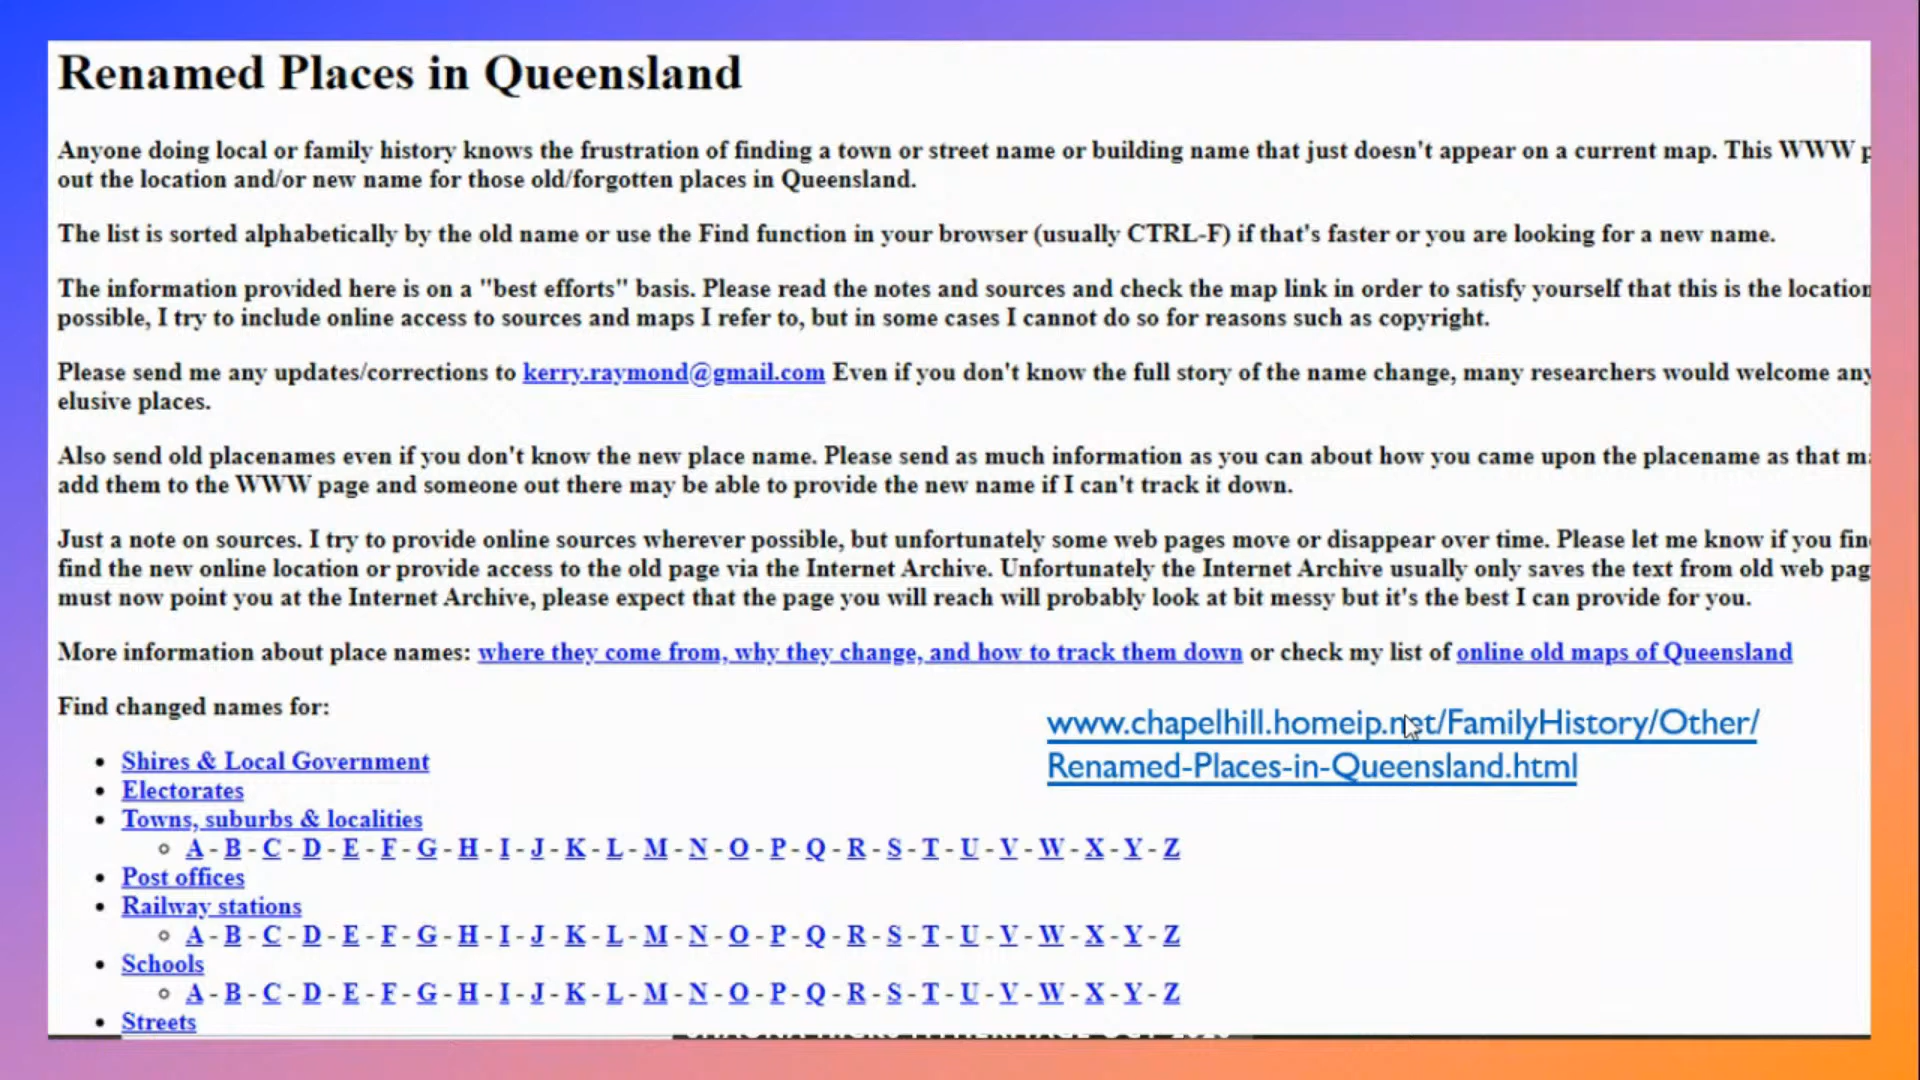 Renamed Places in Queensland
Anyone doing local or family history knows the frustration of finding a town or street name or building name that just doesn't appear on a current map. This WWW p
out the location and/or new name for those old/forgotten places in Queensland.
The list is sorted alphabetically by the old name or use the Find function in your browser (usually CTRL-F) if that's faster or you are looking for a new name.
The information provided here is on a "best efforts" basis. Please read the notes and sources and check the map link in order to satisfy yourself that this is the location
possible, I try to include online access to sources and maps I refer to, but in some cases I cannot do so for reasons such as copyright.
Please send me any updates/corrections to kerry.raymond@gmail.com Even if you don't know the full story of the name change, many researchers would welcome any
elusive places.
Also send old placenames even if you don't know the new place name. Please send as much information as you can about how you came upon the placename as that ma
add them to the WWW page and someone out there may be able to provide the new name if I can't track it down.
Just a note on sources. I try to provide online sources wherever possible, but unfortunately some web pages move or disappear over time. Please let me know if you fin
find the new online location or provide access to the old page via the Internet Archive. Unfortunately the Internet Archive usually only saves the text from old web pag
must now point you at the Internet Archive, please expect that the page you will reach will probably look at bit messy but it's the best I can provide for you.
More information about place names: where they come from, why they change, and how to track them down or check my list of online old maps of Queensland
Find changed names for:
www.chapelhill.homeip.net/FamilyHistory/Other/
Renamed-Places-in-Queensland.html
• Shires & Local Government
• Electorates
• Towns, suburbs & localities
○ A - B - C - D - E - F - G - H - I - J - K - L - M - N - O - P - Q - R - S - T - U - V - W - X - Y - Z
• Post offices
• Railway stations
○ A - B - C - D - E - F - G - H - I - J - K - L - M - N - O - P - Q - R - S - T - U - V - W - X - Y - Z
• Schools
○ A - B - C - D - E - F - G - H - I - J - K - L - M - N - O - P - Q - R - S - T - U - V - W - X - Y - Z
• Streets